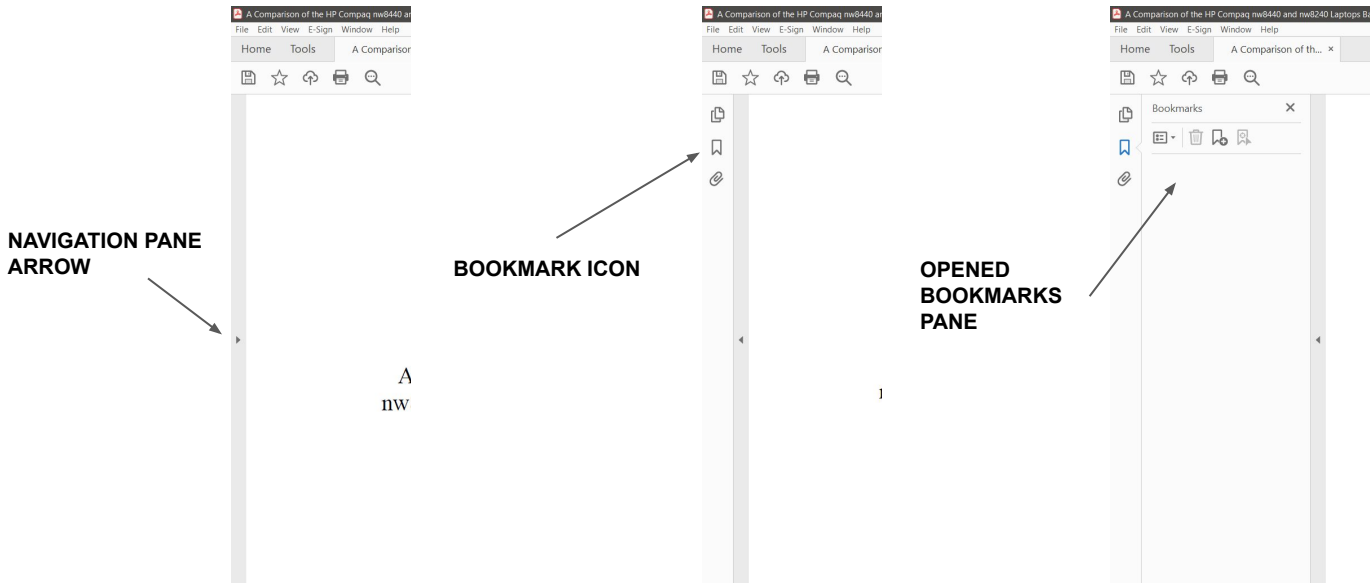 A Comparison of the HP Compaq nw8440 ar
File Edit View E-Sign Window Help
Home Tools A Comparison
NAVIGATION PANE
ARROW
A
nw
A Comparison of the HP Compaq nw8440 ar
File Edit View E-Sign Window Help
Home Tools A Comparison
BOOKMARK ICON
A Comparison of the HP Compaq nw8440 and nw8240 Laptops Ba
File Edit View E-Sign Window Help
Home Tools A Comparison of th... ×
Bookmarks
OPENED
BOOKMARKS
PANE